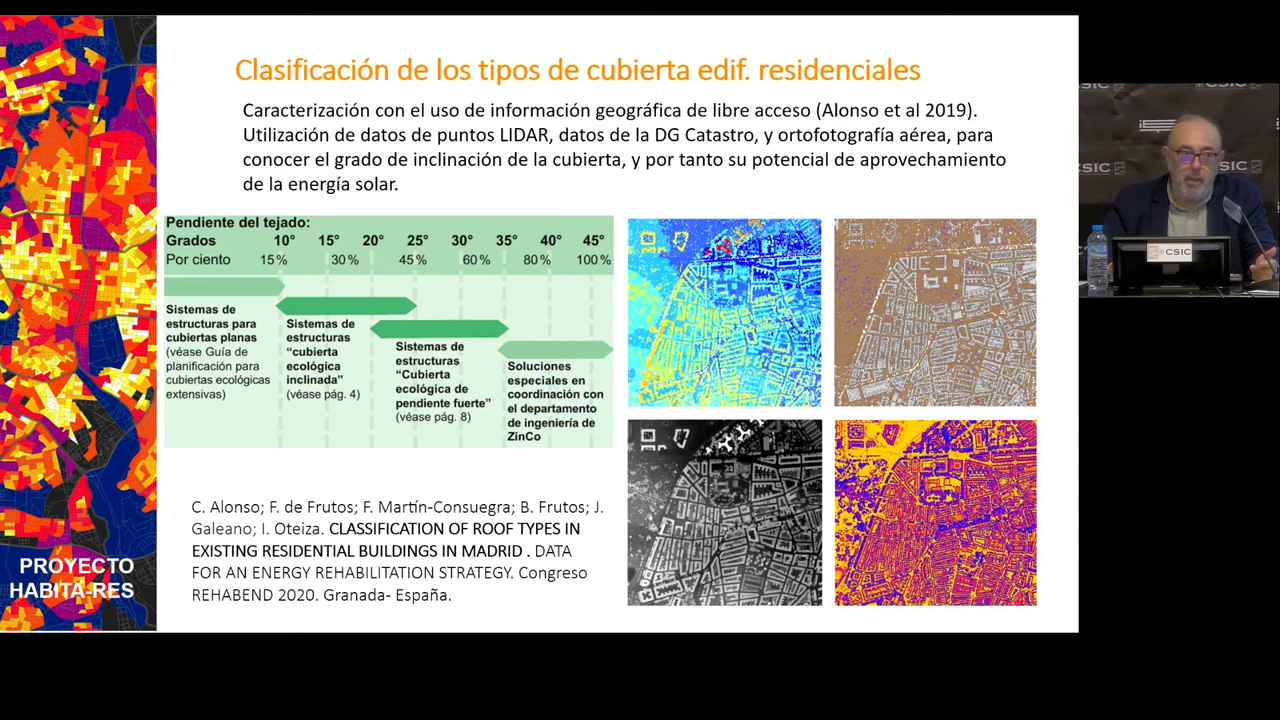 Clasificación de los tipos de cubierta edif. residenciales
Caracterización con el uso de información geográfica de libre acceso (Alonso et al 2019).
Utilización de datos de puntos LIDAR, datos de la DG Catastro, y ortofotografía aérea, para
conocer el grado de inclinación de la cubierta, y por tanto su potencial de aprovechamiento
de la energía solar.
Pendiente del tejado:
Grados 10° 15° 20° 25° 30° 35° 40° 45°
Por ciento 15 % 30 % 45 % 60 % 80 % 100 %
Sistemas de
estructuras para
cubiertas planas
(véase Guía de
planificación para
cubiertas ecológicas
extensivas)
Sistemas de
estructuras
“cubierta
ecológica
inclinada”
(véase pág. 4)
Sistemas de
estructuras
“Cubierta
ecológica de
pendiente fuerte”
(véase pág. 8)
Soluciones
especiales en
coordinación con
el departamento
de ingeniería de
ZinCo
C. Alonso; F. de Frutos; F. Martín-Consuegra; B. Frutos; J.
Galeano; I. Oteiza. CLASSIFICATION OF ROOF TYPES IN
EXISTING RESIDENTIAL BUILDINGS IN MADRID . DATA
FOR AN ENERGY REHABILITATION STRATEGY. Congreso
REHABEND 2020. Granada- España.
PROYECTO
HABITA-RES
CSIC
CSIC
CSIC